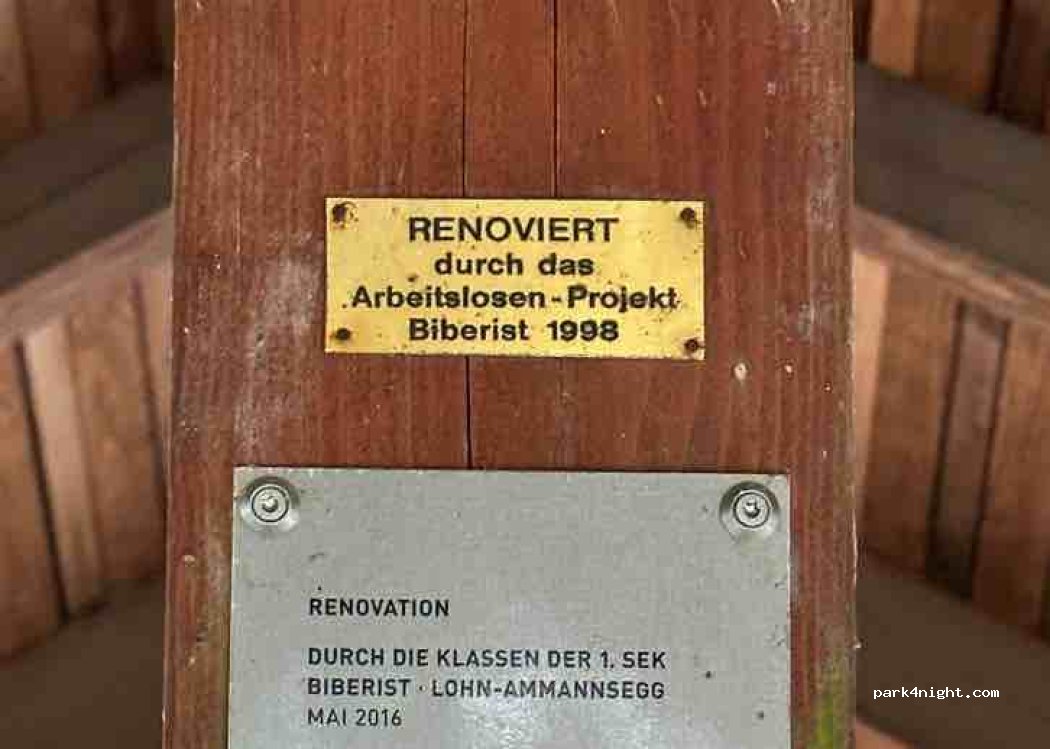 RENOVIERT
durch das
Arbeitslosen-Projekt
Biberist 1998
RENOVATION
DURCH DIE KLASSEN DER 1. SEK
BIBERIST · LOHN-AMMANNSEGG
MAI 2016
park4night.com